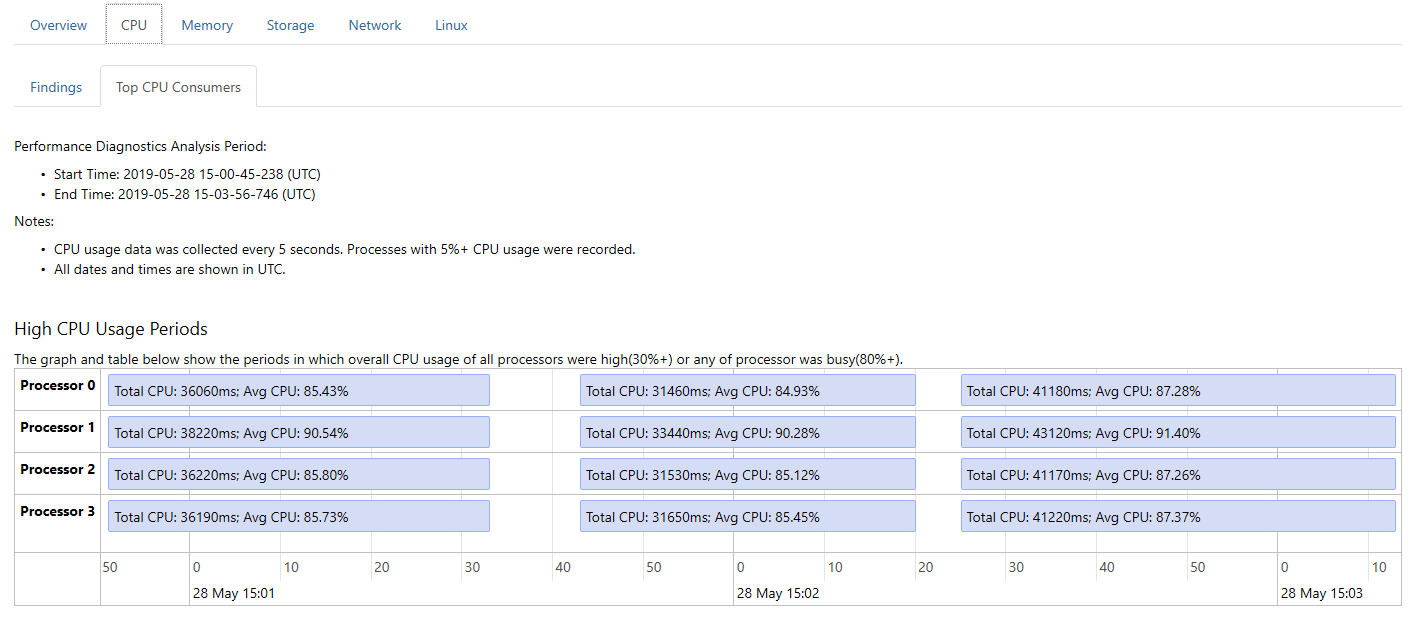 Overview CPU Memory Storage Network Linux
Findings Top CPU Consumers
Performance Diagnostics Analysis Period:
• Start Time: 2019-05-28 15-00-45-238 (UTC)
• End Time: 2019-05-28 15-03-56-746 (UTC)
Notes:
• CPU usage data was collected every 5 seconds. Processes with 5%+ CPU usage were recorded.
• All dates and times are shown in UTC.
High CPU Usage Periods
The graph and table below show the periods in which overall CPU usage of all processors were high(30%+) or any of processor was busy(80%+).
Processor 0 Total CPU: 36060ms; Avg CPU: 85.43% Total CPU: 31460ms; Avg CPU: 84.93% Total CPU: 41180ms; Avg CPU: 87.28%
Processor 1 Total CPU: 38220ms; Avg CPU: 90.54% Total CPU: 33440ms; Avg CPU: 90.28% Total CPU: 43120ms; Avg CPU: 91.40%
Processor 2 Total CPU: 36220ms; Avg CPU: 85.80% Total CPU: 31530ms; Avg CPU: 85.12% Total CPU: 41170ms; Avg CPU: 87.26%
Processor 3 Total CPU: 36190ms; Avg CPU: 85.73% Total CPU: 31650ms; Avg CPU: 85.45% Total CPU: 41220ms; Avg CPU: 87.37%
50 0 10 20 30 40 50 0 10 20 30 40 50 0 10
28 May 15:01 28 May 15:02 28 May 15:03